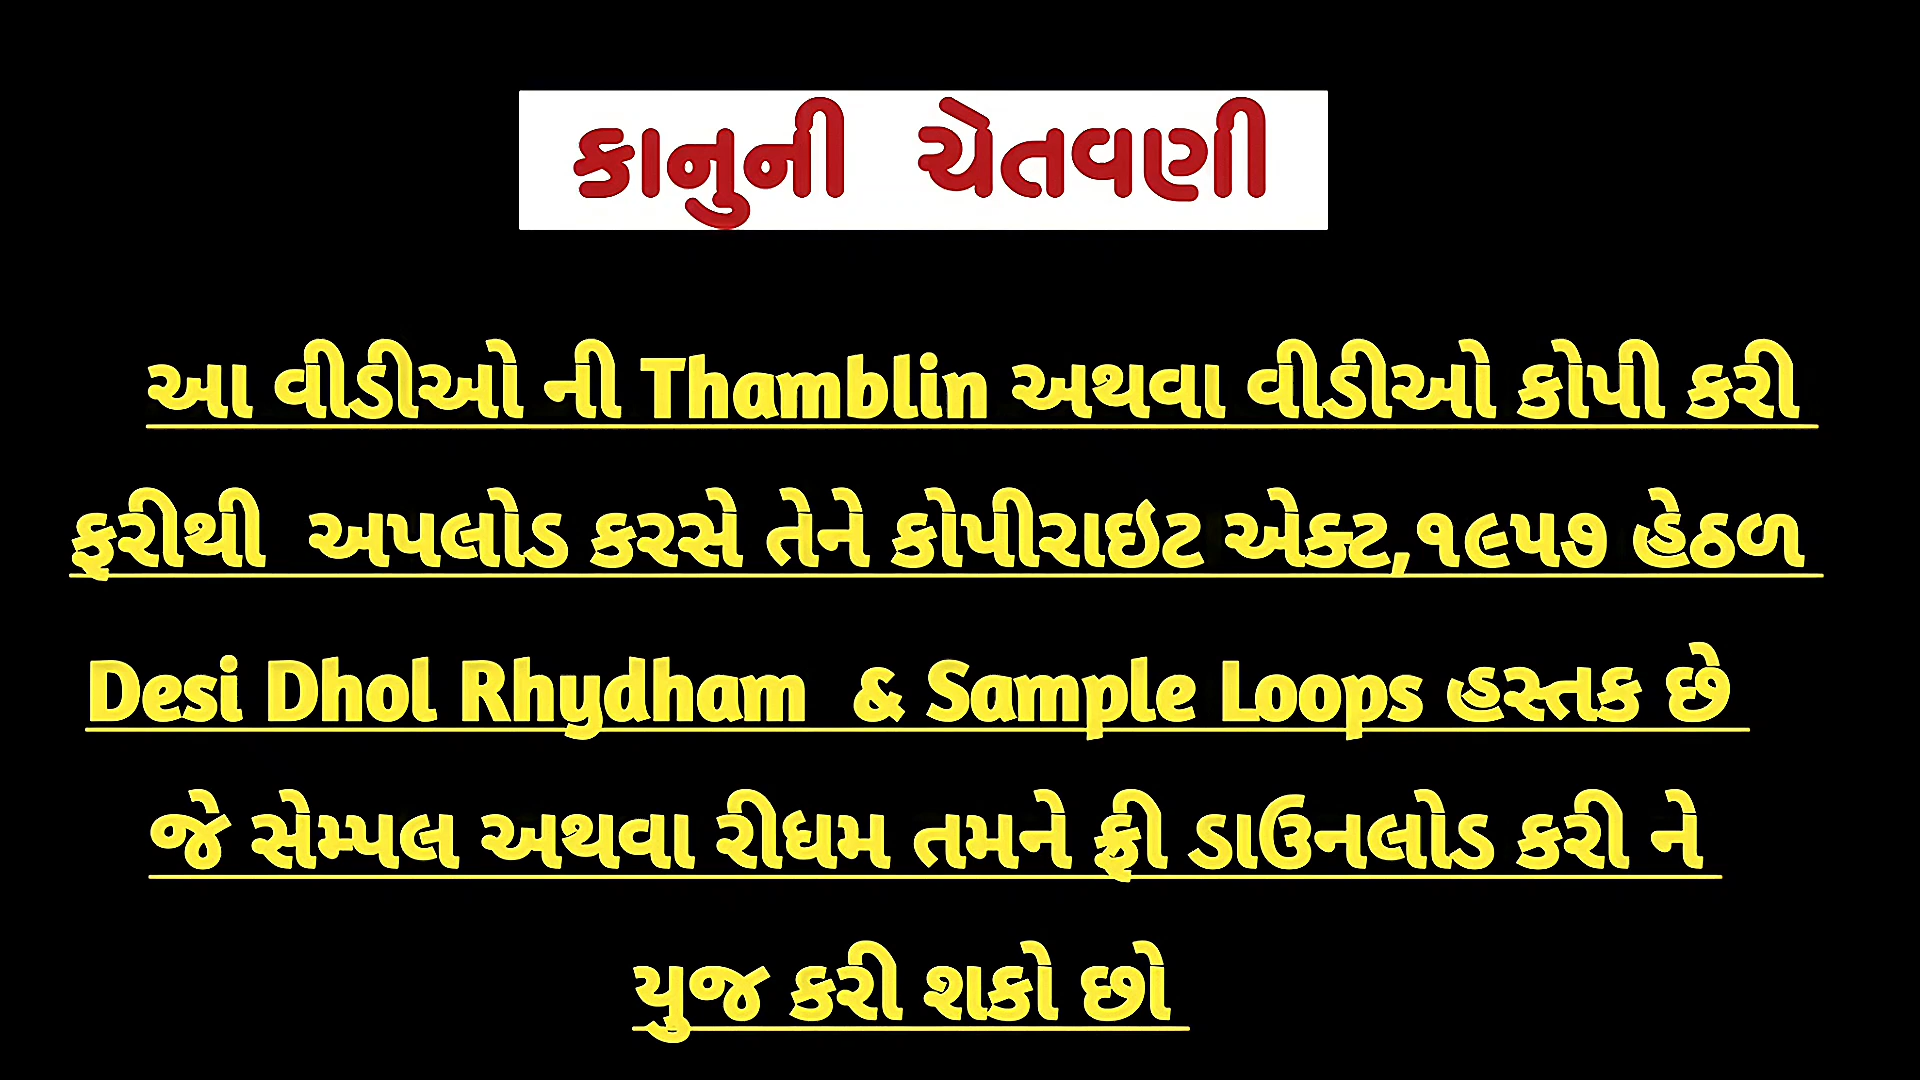 કાનુની ચેતવણી
આ વીડીઓ ની Thamblin અથવા વીડીઓ કોપી કરી
ફરીથી અપલોડ કરસે તેને કોપીરાઇટ એક્ટ,૧૯૫૭ હેઠળ
Desi Dhol Rhydham & Sample Loops હસ્તક છે
જે સેમ્પલ અથવા રીધમ તમને ફ્રી ડાઉનલોડ કરી ને
યુજ કરી શકો છો